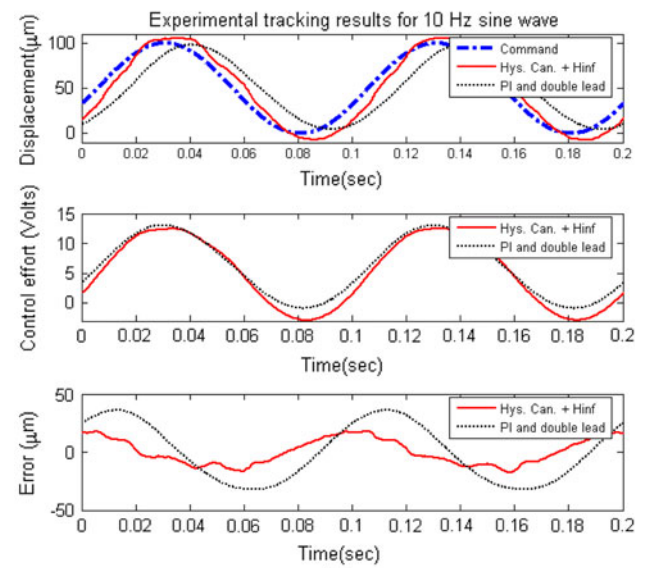 Experimental tracking results for 10 Hz sine wave
Displacement(μm)
100
50
0
Command
Hys. Can. + Hinf
PI and double lead
0 0.02 0.04 0.06 0.08 0.1 0.12 0.14 0.16 0.18 0.2
Time(sec)
Control effort (Volts)
15
10
5
0
Hys. Can. + Hinf
PI and double lead
0 0.02 0.04 0.06 0.08 0.1 0.12 0.14 0.16 0.18 0.2
Time(sec)
Error (μm)
50
0
-50
Hys. Can. + Hinf
PI and double lead
0 0.02 0.04 0.06 0.08 0.1 0.12 0.14 0.16 0.18 0.2
Time(sec)